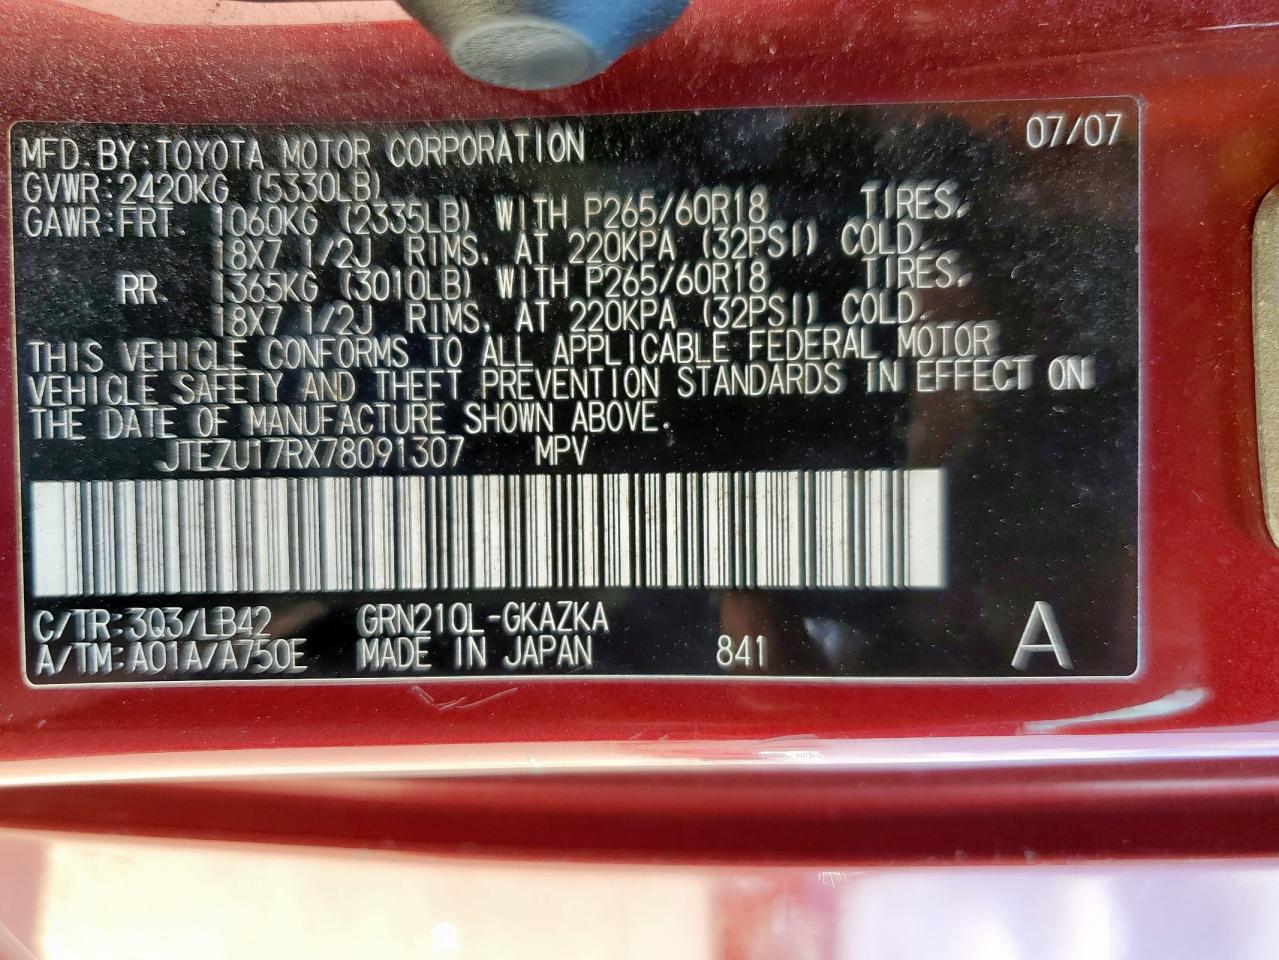 07/07
MFD. BY: TOYOTA MOTOR CORPORATION
GVWR: 2420KG (5330LB)
GAWR: FRT. 1060KG (2335LB) WITH P265/60R18 TIRES,
18X7 1/2J RIMS, AT 220KPA (32PSI) COLD.
RR. 1365KG (3010LB) WITH P265/60R18 TIRES,
18X7 1/2J RIMS, AT 220KPA (32PSI) COLD.
THIS VEHICLE CONFORMS TO ALL APPLICABLE FEDERAL MOTOR
VEHICLE SAFETY AND THEFT PREVENTION STANDARDS IN EFFECT ON
THE DATE OF MANUFACTURE SHOWN ABOVE.
JTEZU17RX78091307 MPV
C/TR: 3Q3/LB42 GRN210L-GKAZKA
A/TM: A01A/A750E MADE IN JAPAN 841 A